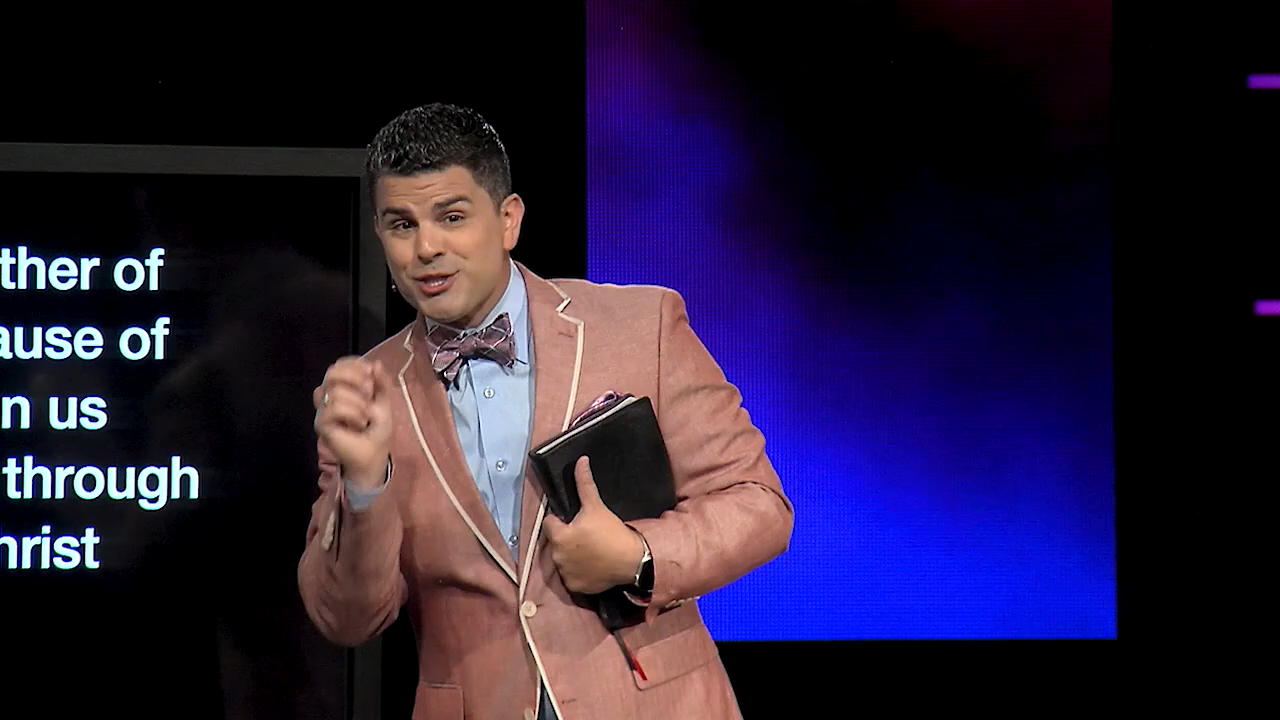 ther of
ause of
n us
through
hrist